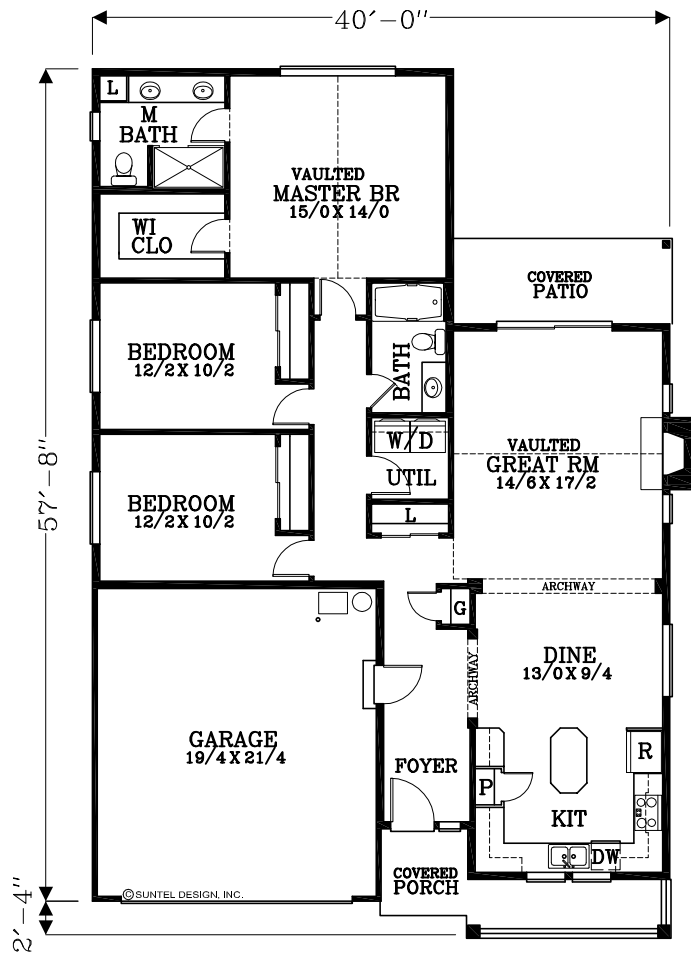 40'-0"
L
M
BATH
VAULTED
MASTER BR
15/0 X 14/0
WI
CLO
COVERED
PATIO
BEDROOM
12/2 X 10/2
BATH
W/D
UTIL
VAULTED
GREAT RM
14/6 X 17/2
57'-8"
BEDROOM
12/2 X 10/2
L
ARCHWAY
G
DINE
13/0 X 9/4
ARCHWAY
GARAGE
19/4 X 21/4
FOYER
R
P
KIT
DW
COVERED
PORCH
© SUNTEL DESIGN, INC.
2'-4"